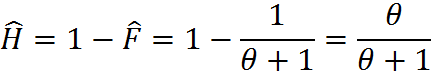 Ĥ = 1 − F̂ = 1 − 1/(θ + 1) = θ/(θ + 1)